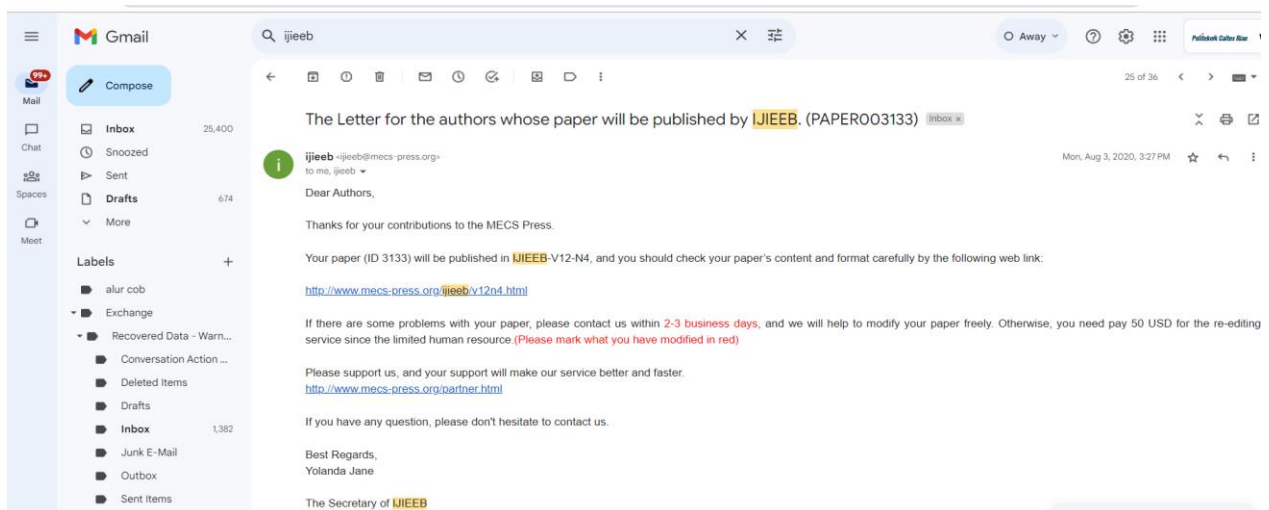 Gmail
ijieeb
Away
Politeknik Caltex Riau
99+
Mail
Chat
Spaces
Meet
Compose
Inbox 25,400
Snoozed
Sent
Drafts 674
More
Labels
alur cob
Exchange
Recovered Data - Warn...
Conversation Action ...
Deleted Items
Drafts
Inbox 1,382
Junk E-Mail
Outbox
Sent Items
25 of 36
The Letter for the authors whose paper will be published by IJIEEB. (PAPER003133) Inbox x
i
ijieeb <ijieeb@mecs-press.org> Mon, Aug 3, 2020, 3:27 PM
to me, ijieeb
Dear Authors,
Thanks for your contributions to the MECS Press.
Your paper (ID 3133) will be published in IJIEEB-V12-N4, and you should check your paper's content and format carefully by the following web link:
http://www.mecs-press.org/ijieeb/v12n4.html
If there are some problems with your paper, please contact us within 2-3 business days, and we will help to modify your paper freely. Otherwise, you need pay 50 USD for the re-editing
service since the limited human resource.(Please mark what you have modified in red)
Please support us, and your support will make our service better and faster.
http://www.mecs-press.org/partner.html
If you have any question, please don't hesitate to contact us.
Best Regards,
Yolanda Jane
The Secretary of IJIEEB